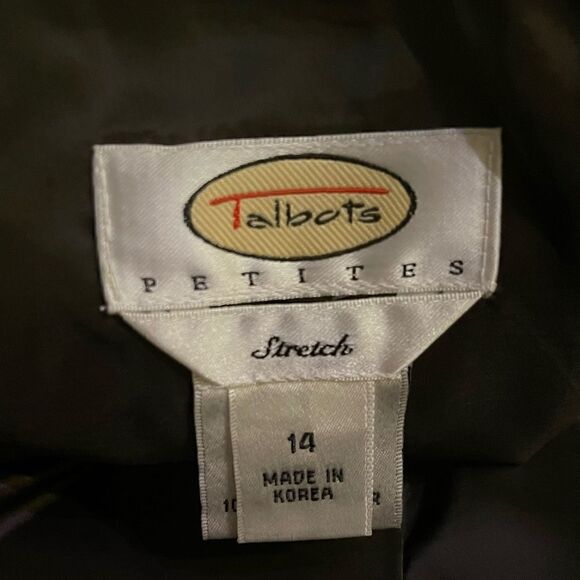 Talbots
PETITES
Stretch
14
MADE IN
KOREA